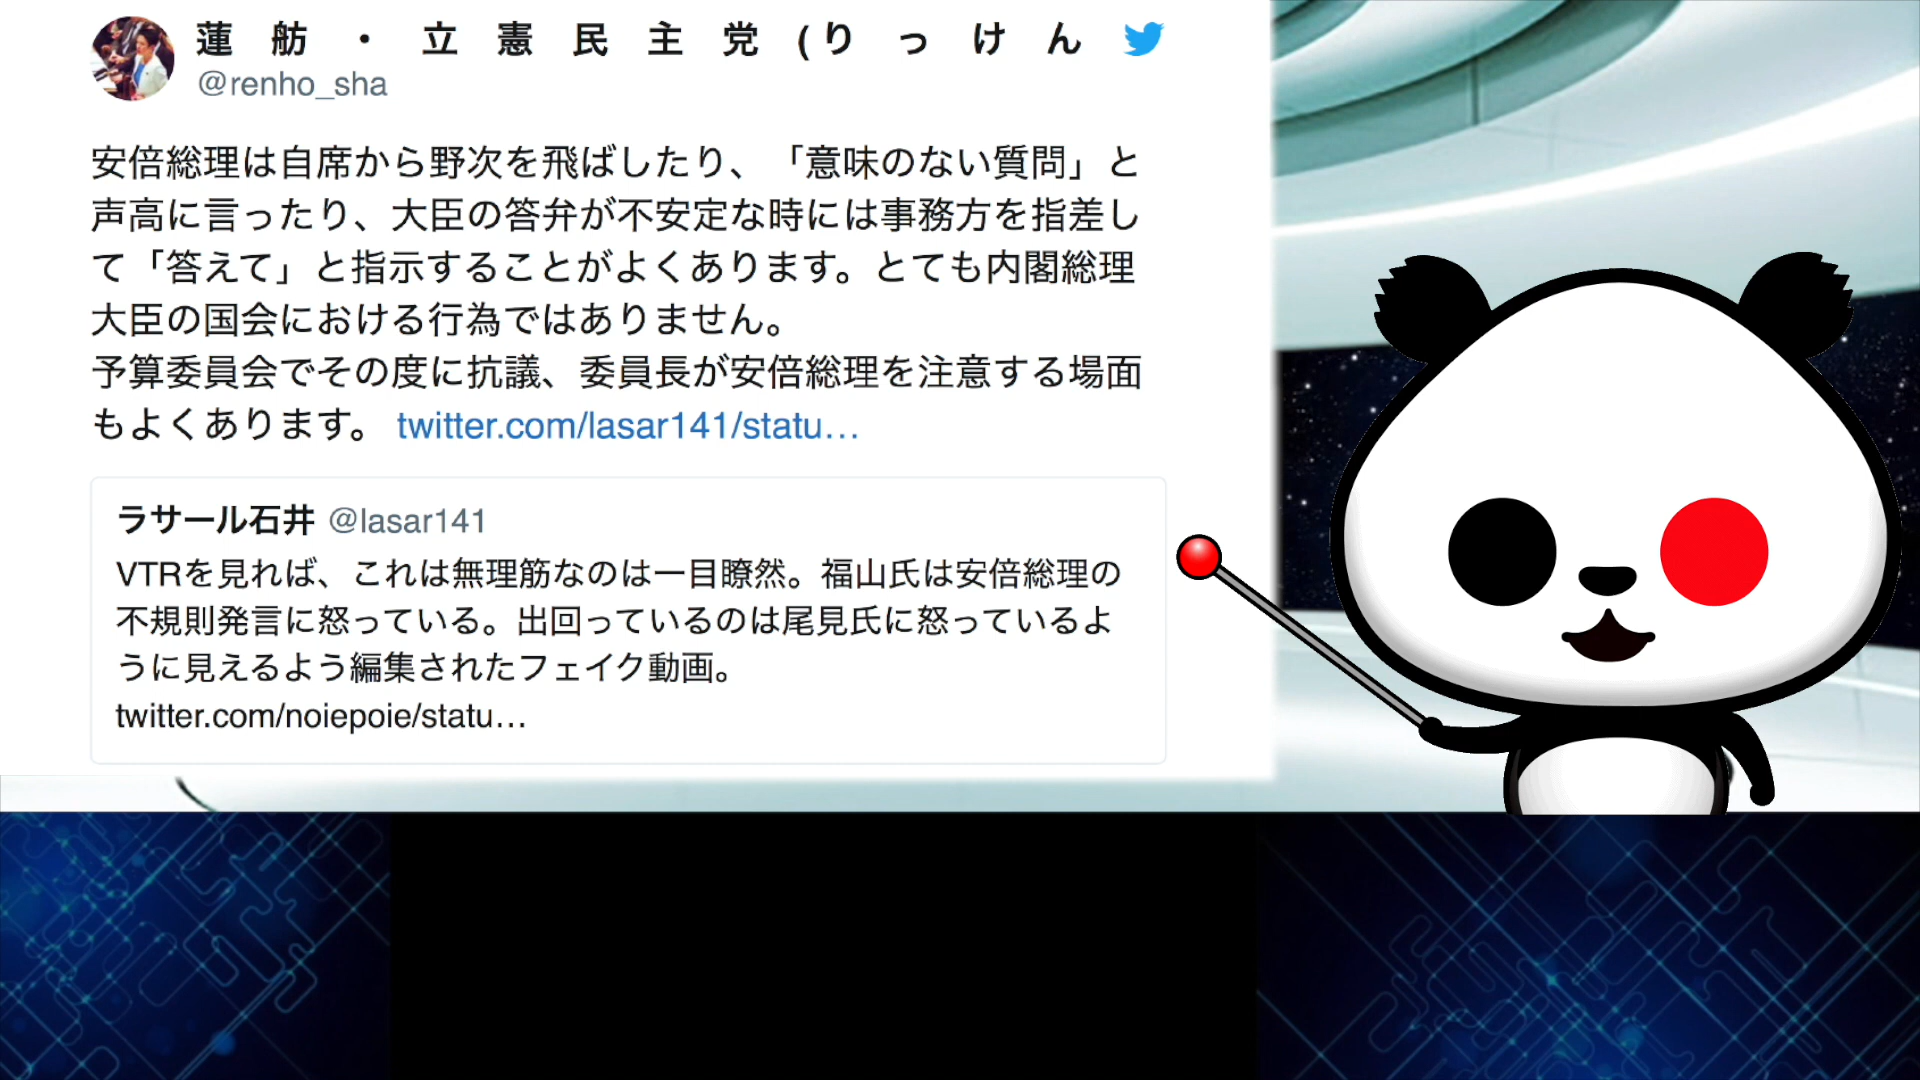 蓮舫・立憲民主党(りっけん
@renho_sha
安倍総理は自席から野次を飛ばしたり、「意味のない質問」と
声高に言ったり、大臣の答弁が不安定な時には事務方を指差し
て「答えて」と指示することがよくあります。とても内閣総理
大臣の国会における行為ではありません。
予算委員会でその度に抗議、委員長が安倍総理を注意する場面
もよくあります。 twitter.com/lasar141/statu…
ラサール石井 @lasar141
VTRを見れば、これは無理筋なのは一目瞭然。福山氏は安倍総理の
不規則発言に怒っている。出回っているのは尾見氏に怒っているよ
うに見えるよう編集されたフェイク動画。
twitter.com/noiepoie/statu…